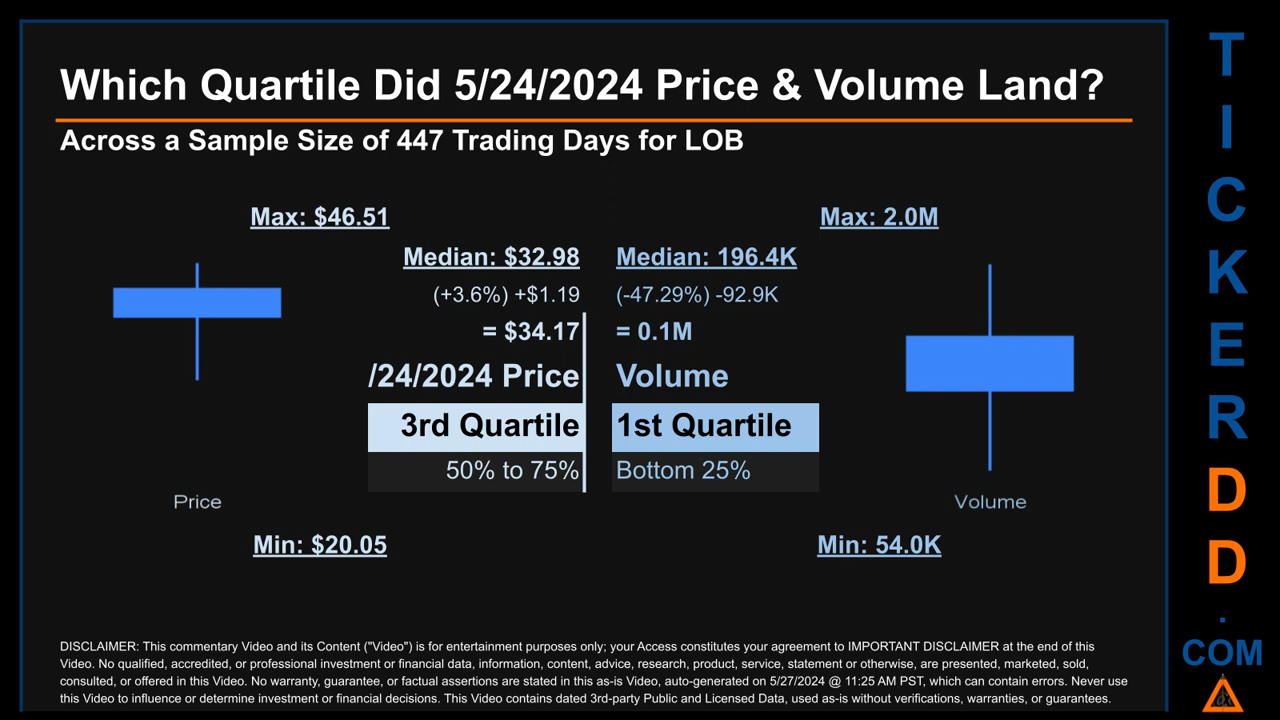 Which Quartile Did 5/24/2024 Price & Volume Land?
Across a Sample Size of 447 Trading Days for LOB
Max: $46.51
Max: 2.0M
Median: $32.98
Median: 196.4K
(+3.6%) +$1.19
(-47.29%) -92.9K
= $34.17
= 0.1M
/24/2024 Price
Volume
3rd Quartile
1st Quartile
50% to 75%
Bottom 25%
Price
Volume
Min: $20.05
Min: 54.0K
DISCLAIMER: This commentary Video and its Content ("Video") is for entertainment purposes only; your Access constitutes your agreement to IMPORTANT DISCLAIMER at the end of this
Video. No qualified, accredited, or professional investment or financial data, information, content, advice, research, product, service, statement or otherwise, are presented, marketed, sold,
consulted, or offered in this Video. No warranty, guarantee, or factual assertions are stated in this as-is Video, auto-generated on 5/27/2024 @ 11:25 AM PST, which can contain errors. Never use
this Video to influence or determine investment or financial decisions. This Video contains dated 3rd-party Public and Licensed Data, used as-is without verifications, warranties, or guarantees.
T
I
C
K
E
R
D
D
.
COM